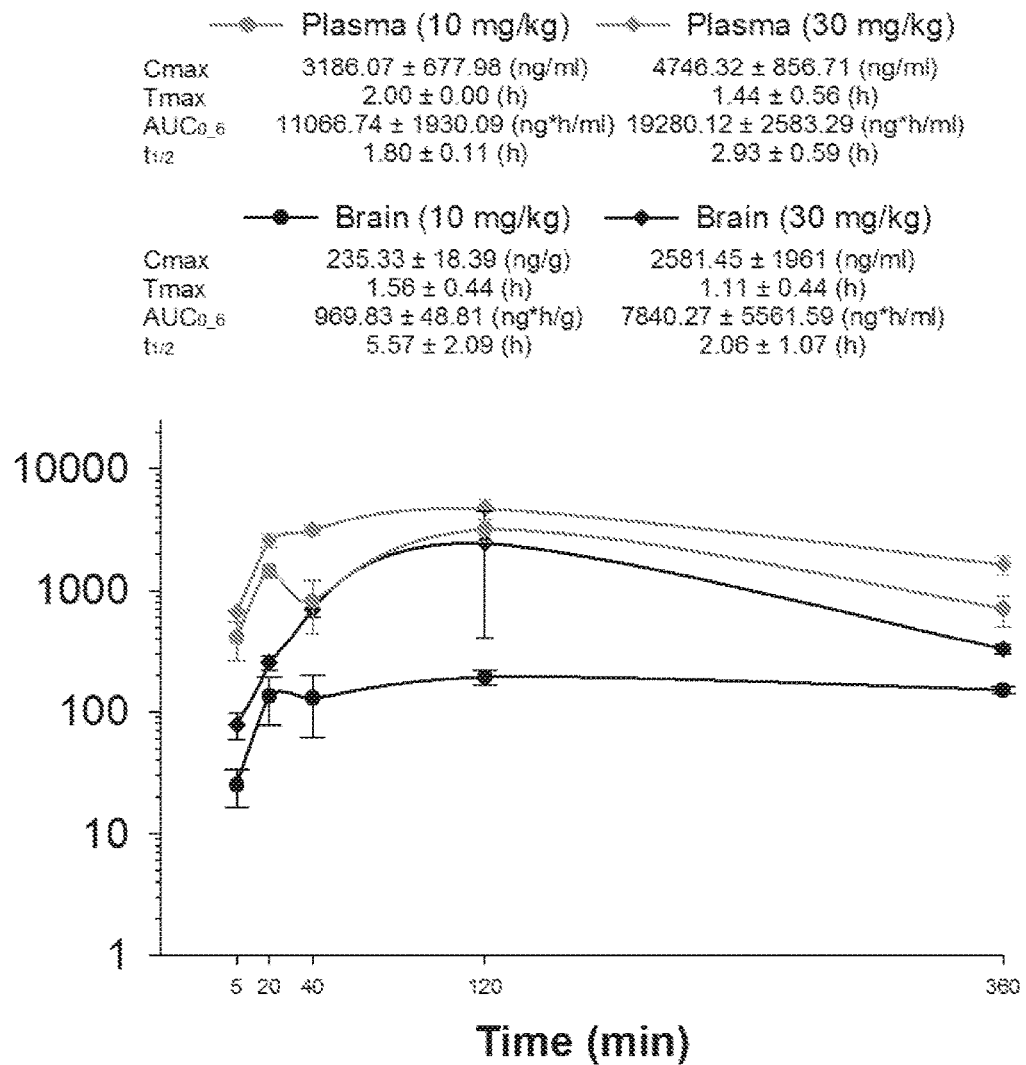 Plasma (10 mg/kg) Plasma (30 mg/kg)
Cmax 3186.07 ± 677.98 (ng/ml) 4746.32 ± 856.71 (ng/ml)
Tmax 2.00 ± 0.00 (h) 1.44 ± 0.56 (h)
AUC0_6 11066.74 ± 1930.09 (ng*h/ml) 19280.12 ± 2583.29 (ng*h/ml)
t1/2 1.80 ± 0.11 (h) 2.93 ± 0.59 (h)
Brain (10 mg/kg) Brain (30 mg/kg)
Cmax 235.33 ± 18.39 (ng/g) 2581.45 ± 1961 (ng/ml)
Tmax 1.56 ± 0.44 (h) 1.11 ± 0.44 (h)
AUC0_6 969.83 ± 48.81 (ng*h/g) 7840.27 ± 5561.59 (ng*h/ml)
t1/2 5.57 ± 2.09 (h) 2.06 ± 1.07 (h)
10000
1000
100
10
1
5 20 40 120 360
Time (min)